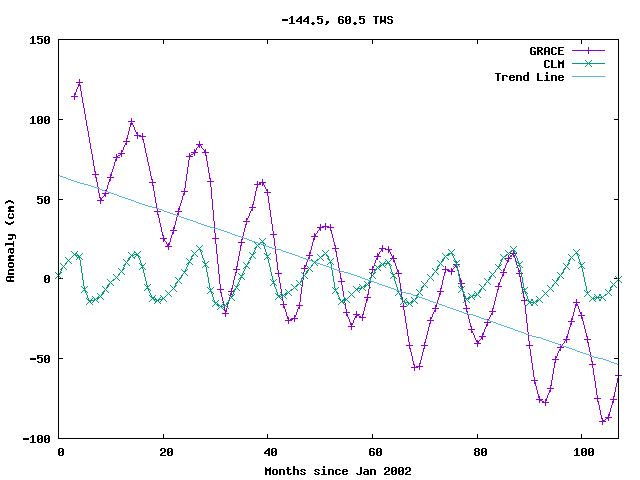 -144.5, 60.5 TWS
GRACE
CLM
Trend Line
150
100
50
0
-50
-100
Anomaly (cm)
0 20 40 60 80 100
Months since Jan 2002